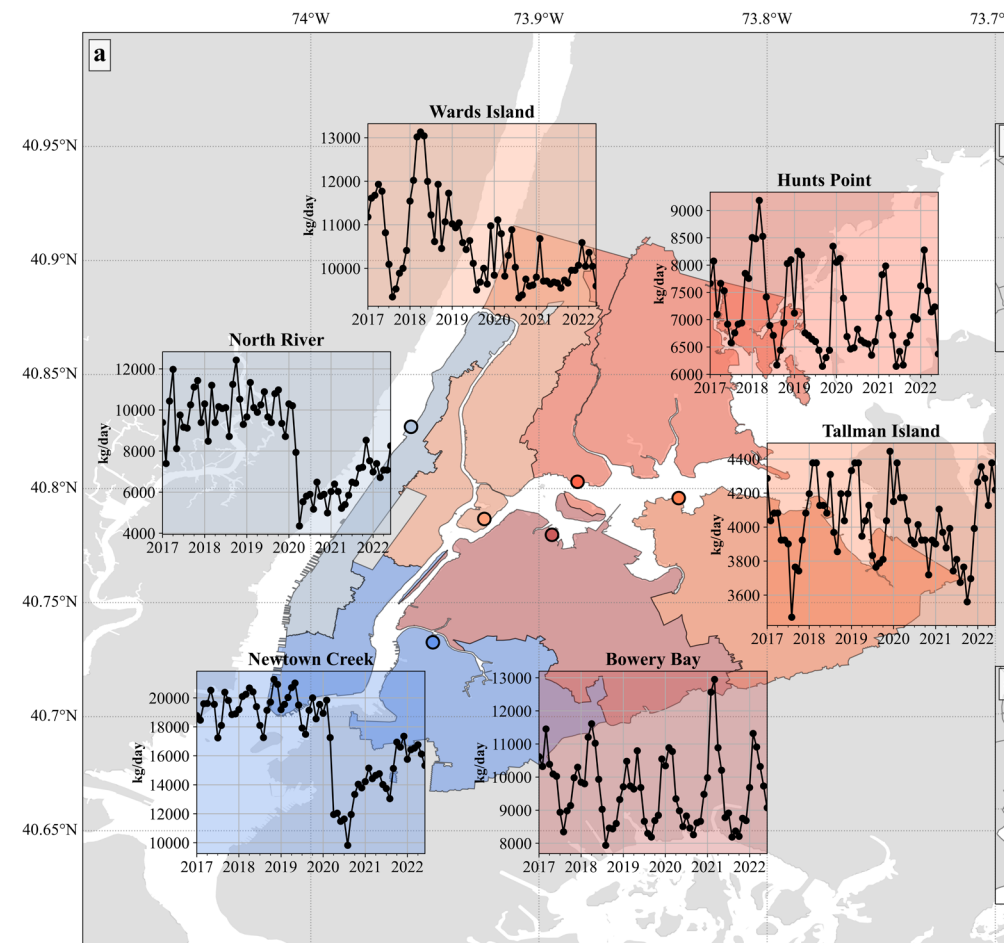 74°W 73.9°W 73.8°W 73.7°
a
40.95°N
40.9°N
40.85°N
40.8°N
40.75°N
40.7°N
40.65°N
Wards Island
kg/day
13000
12000
11000
10000
2017 2018 2019 2020 2021 2022
Hunts Point
kg/day
9000
8500
8000
7500
7000
6500
6000
2017 2018 2019 2020 2021 2022
North River
kg/day
12000
10000
8000
6000
4000
2017 2018 2019 2020 2021 2022
Tallman Island
kg/day
4400
4200
4000
3800
3600
2017 2018 2019 2020 2021 2022
Newtown Creek
kg/day
20000
18000
16000
14000
12000
10000
2017 2018 2019 2020 2021 2022
Bowery Bay
kg/day
13000
12000
11000
10000
9000
8000
2017 2018 2019 2020 2021 2022